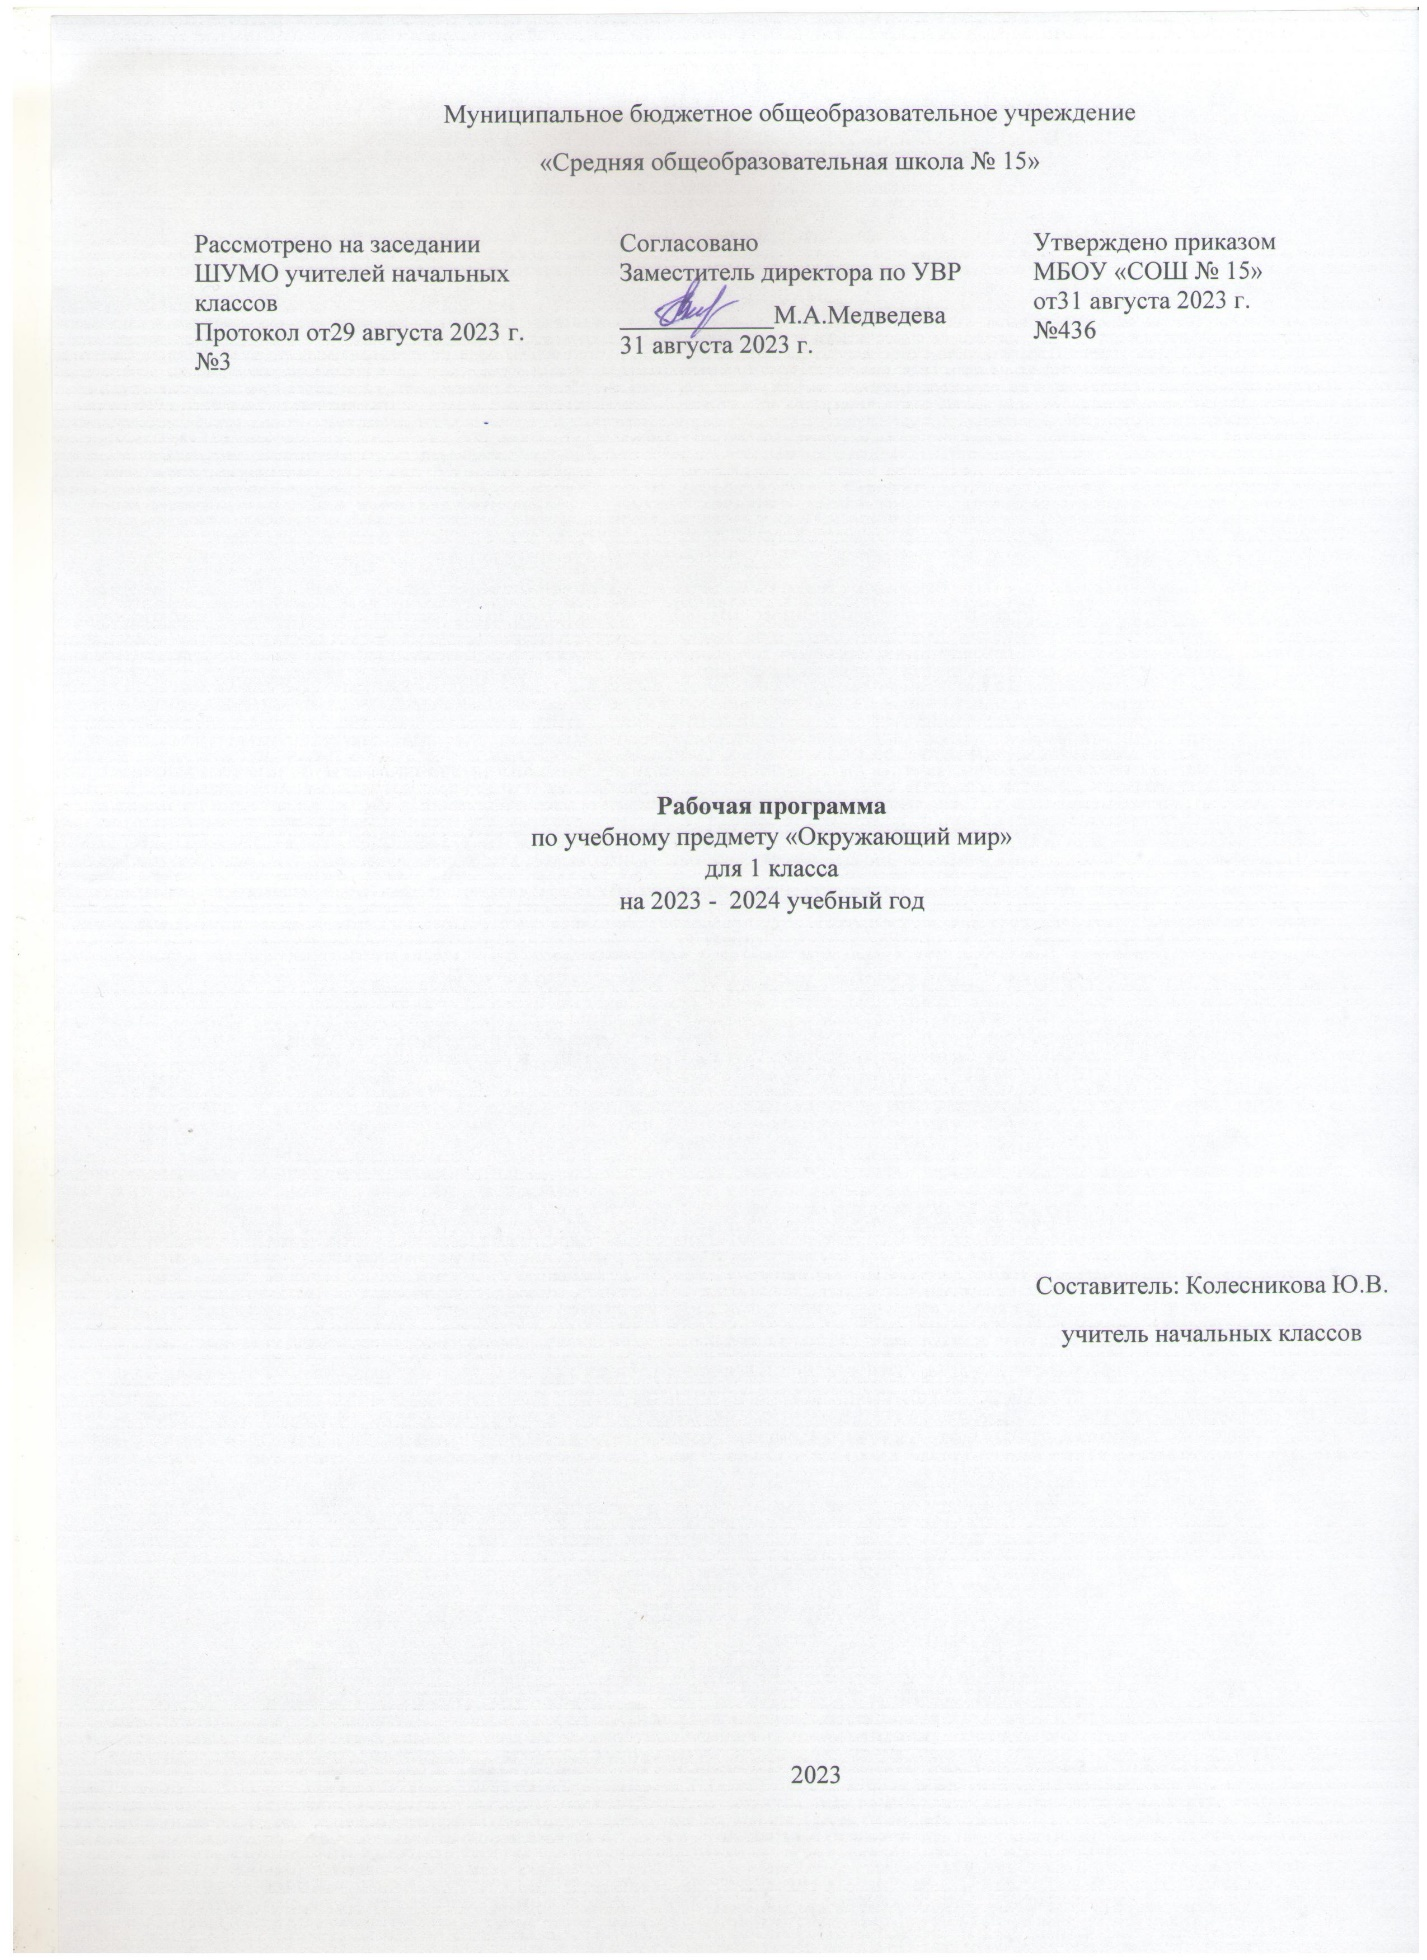 Муниципальное бюджетное общеобразовательное учреждение
«Средняя общеобразовательная школа № 15»
Рассмотрено на заседании
ШУМО учителей начальных
классов
Протокол от29 августа 2023 г.
№3
Согласовано
Заместитель директора по УВР
____________М.А.Медведева
31 августа 2023 г.
Утверждено приказом
МБОУ «СОШ № 15»
от31 августа 2023 г.
№436
Рабочая программа
по учебному предмету «Окружающий мир»
для 1 класса
на 2023 -  2024 учебный год
Составитель: Колесникова Ю.В.
учитель начальных классов
2023